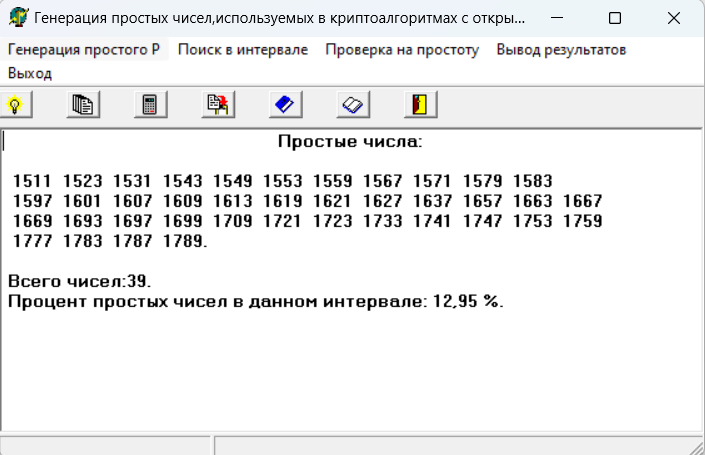 Генерация простых чисел,используемых в криптоалгоритмах с откры...
Генерация простого P Поиск в интервале Проверка на простоту Вывод результатов
Выход
Простые числа:
1511 1523 1531 1543 1549 1553 1559 1567 1571 1579 1583
1597 1601 1607 1609 1613 1619 1621 1627 1637 1657 1663 1667
1669 1693 1697 1699 1709 1721 1723 1733 1741 1747 1753 1759
1777 1783 1787 1789.
Всего чисел:39.
Процент простых чисел в данном интервале: 12,95 %.